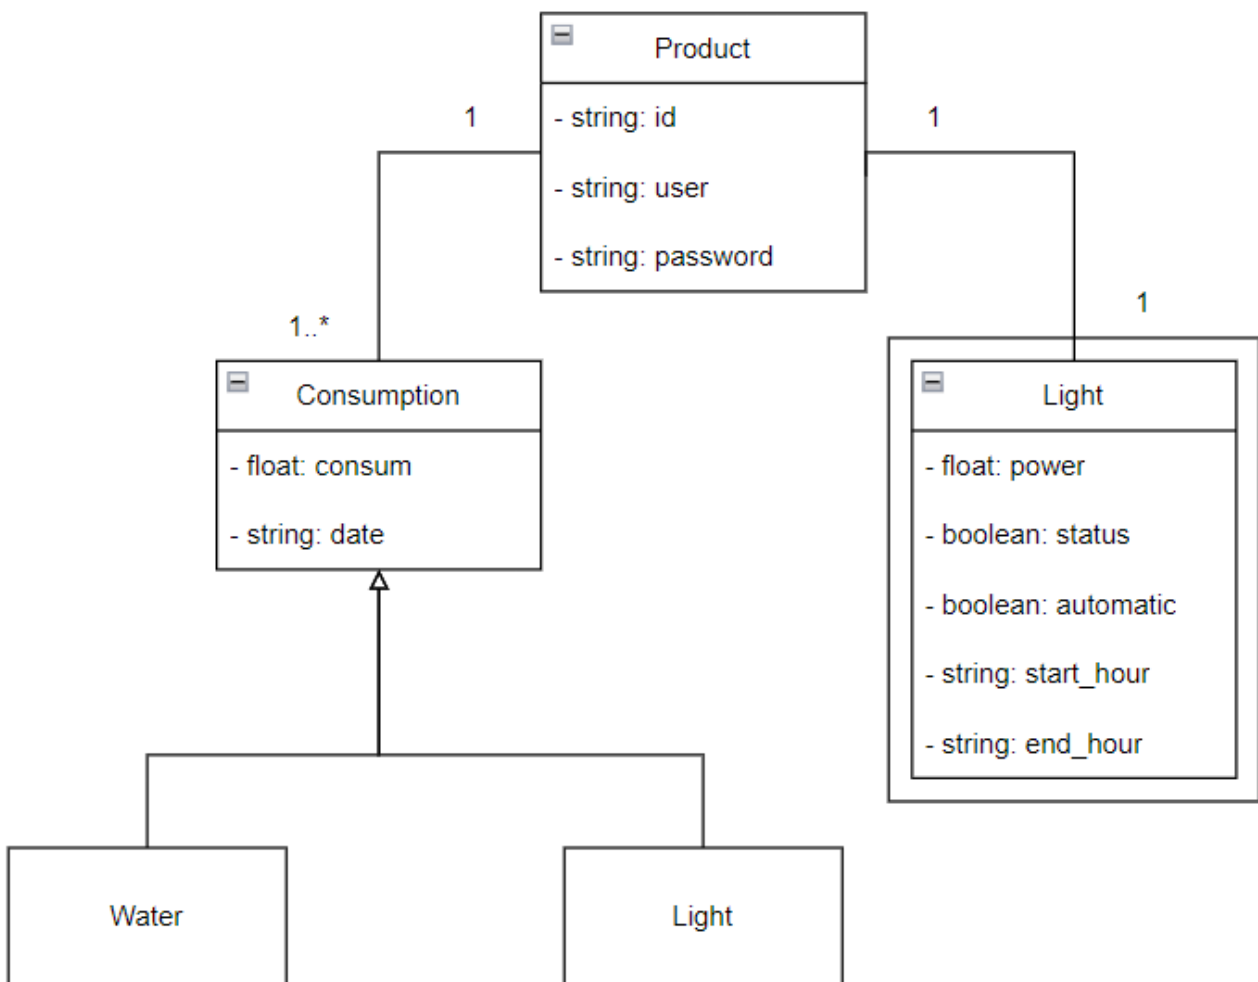 Product
- string: id
- string: user
- string: password
1
1
1..*
1
Consumption
- float: consum
- string: date
Light
- float: power
- boolean: status
- boolean: automatic
- string: start_hour
- string: end_hour
Water
Light